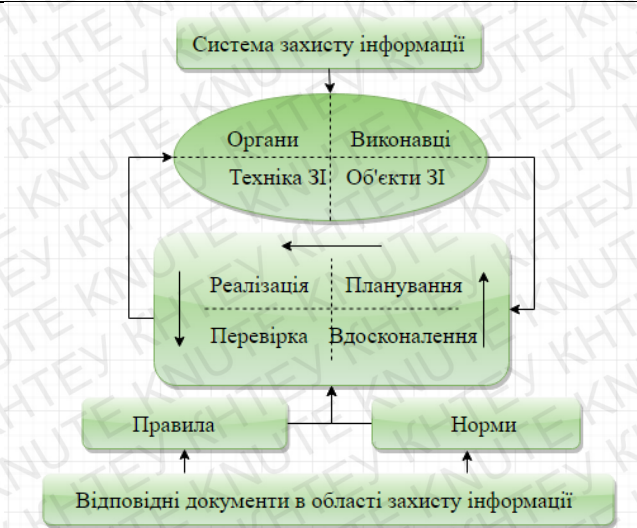 Система захисту інформації
Органи Виконавці
Техніка ЗІ Об'єкти ЗІ
Реалізація Планування
Перевірка Вдосконалення
Правила Норми
Відповідні документи в області захисту інформації